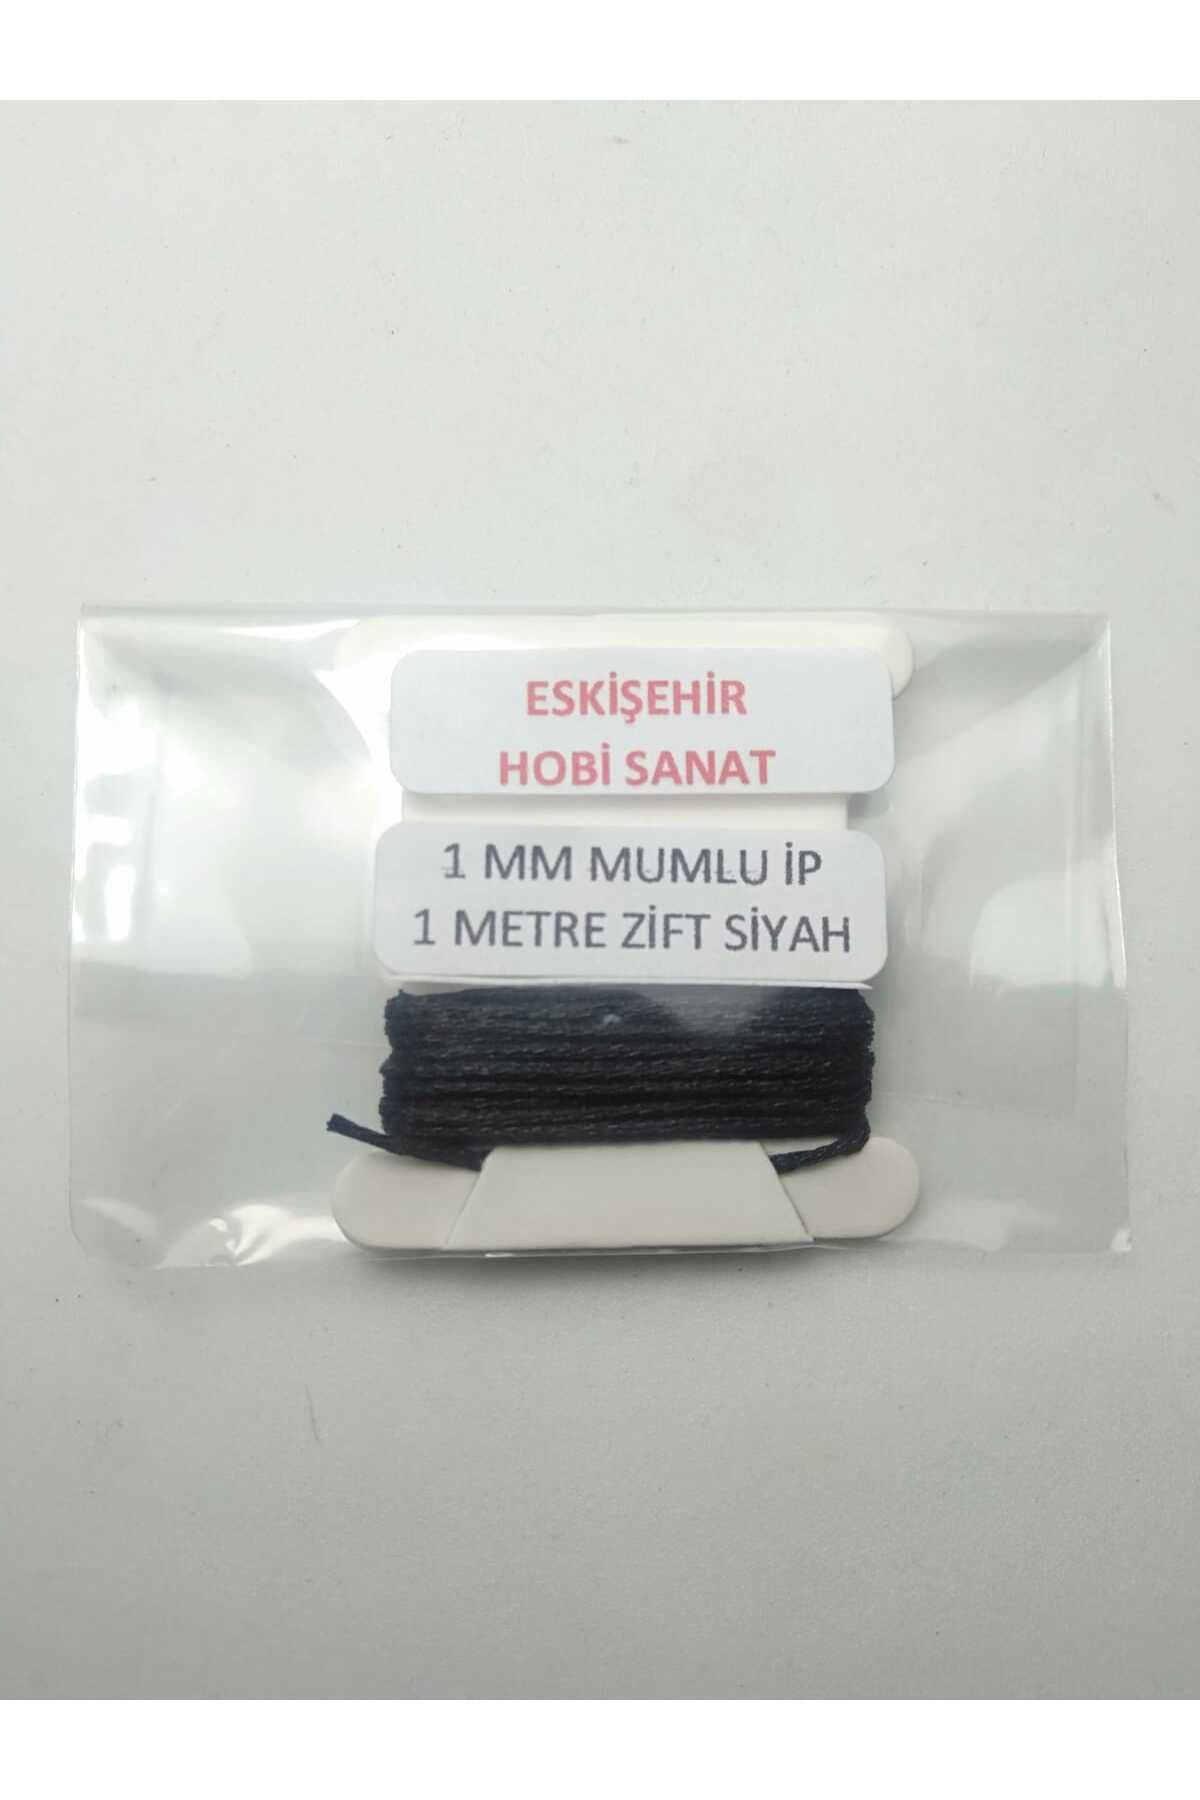 ESKİŞEHİR
HOBİ SANAT
1 MM MUMLU İP
1 METRE ZİFT SİYAH